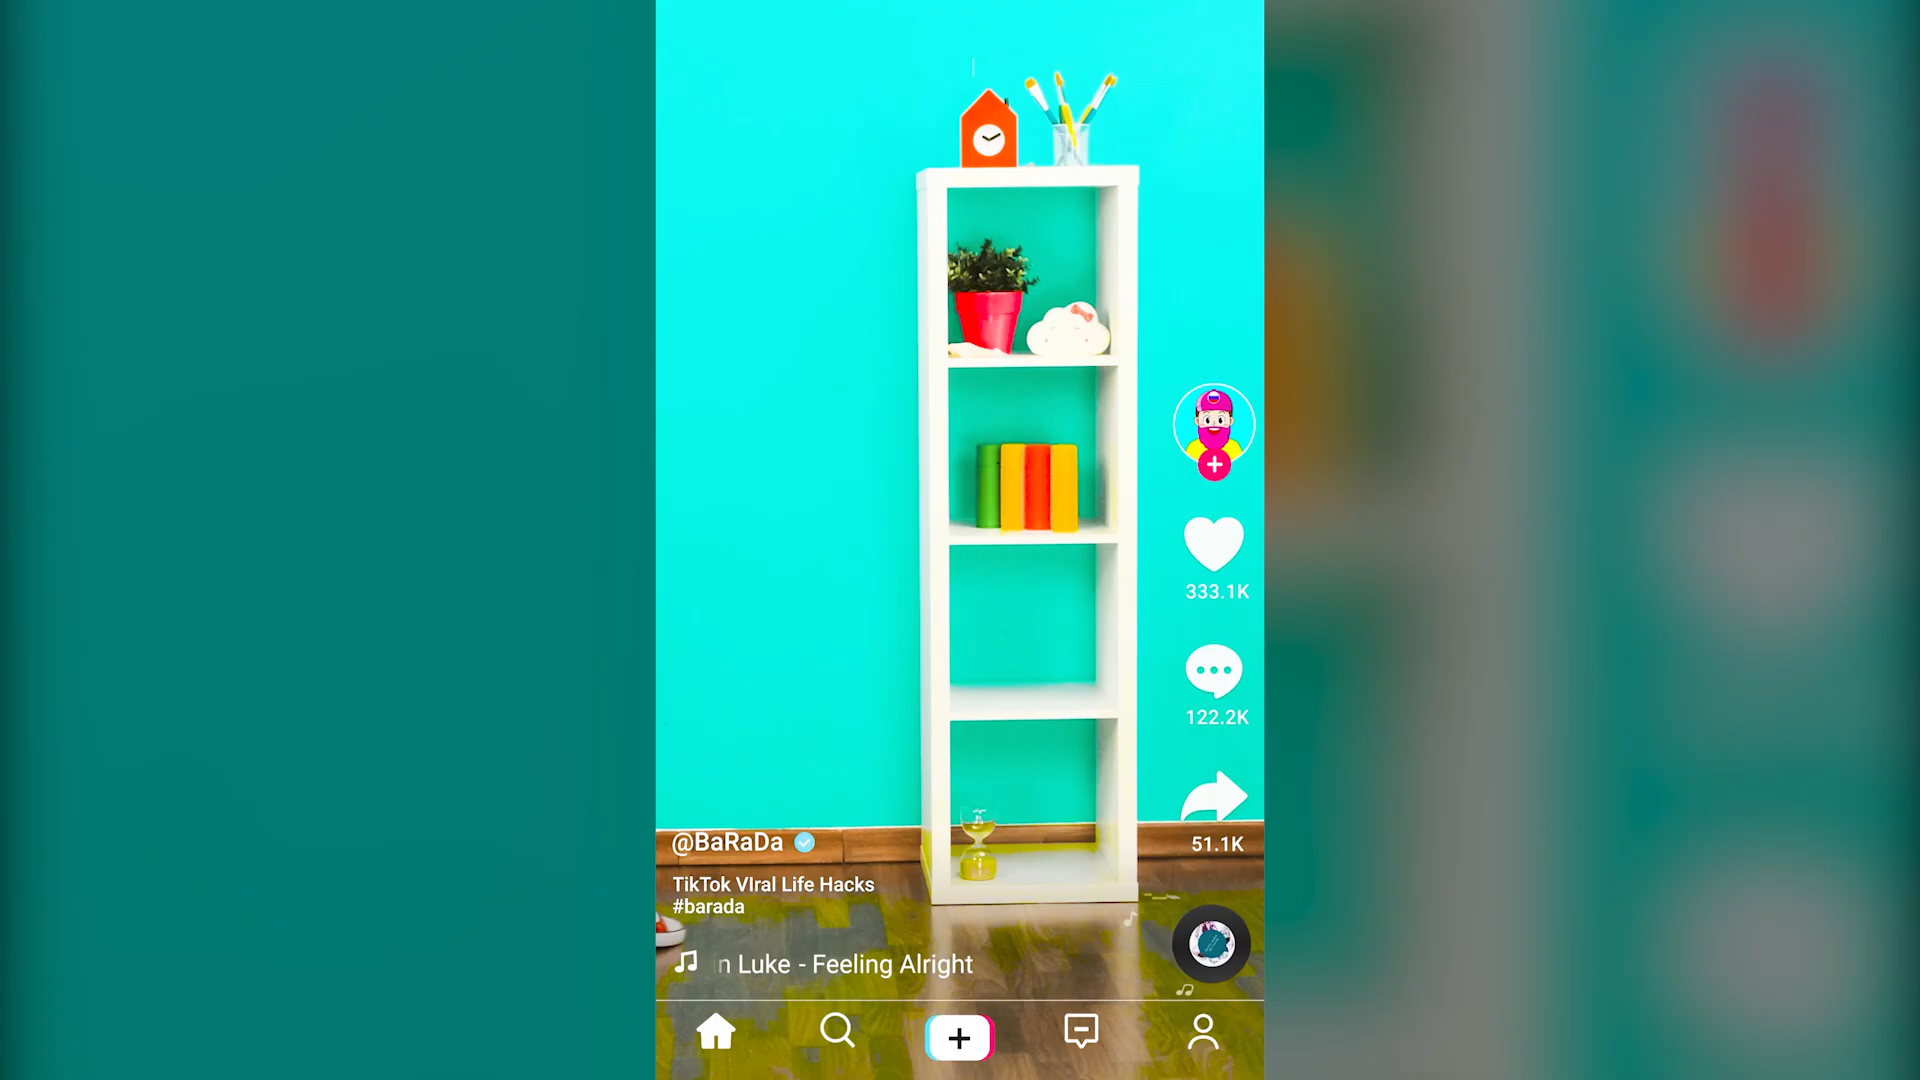 333.1K
122.2K
51.1K
@BaRaDa
TikTok VIral Life Hacks
#barada
n Luke - Feeling Alright